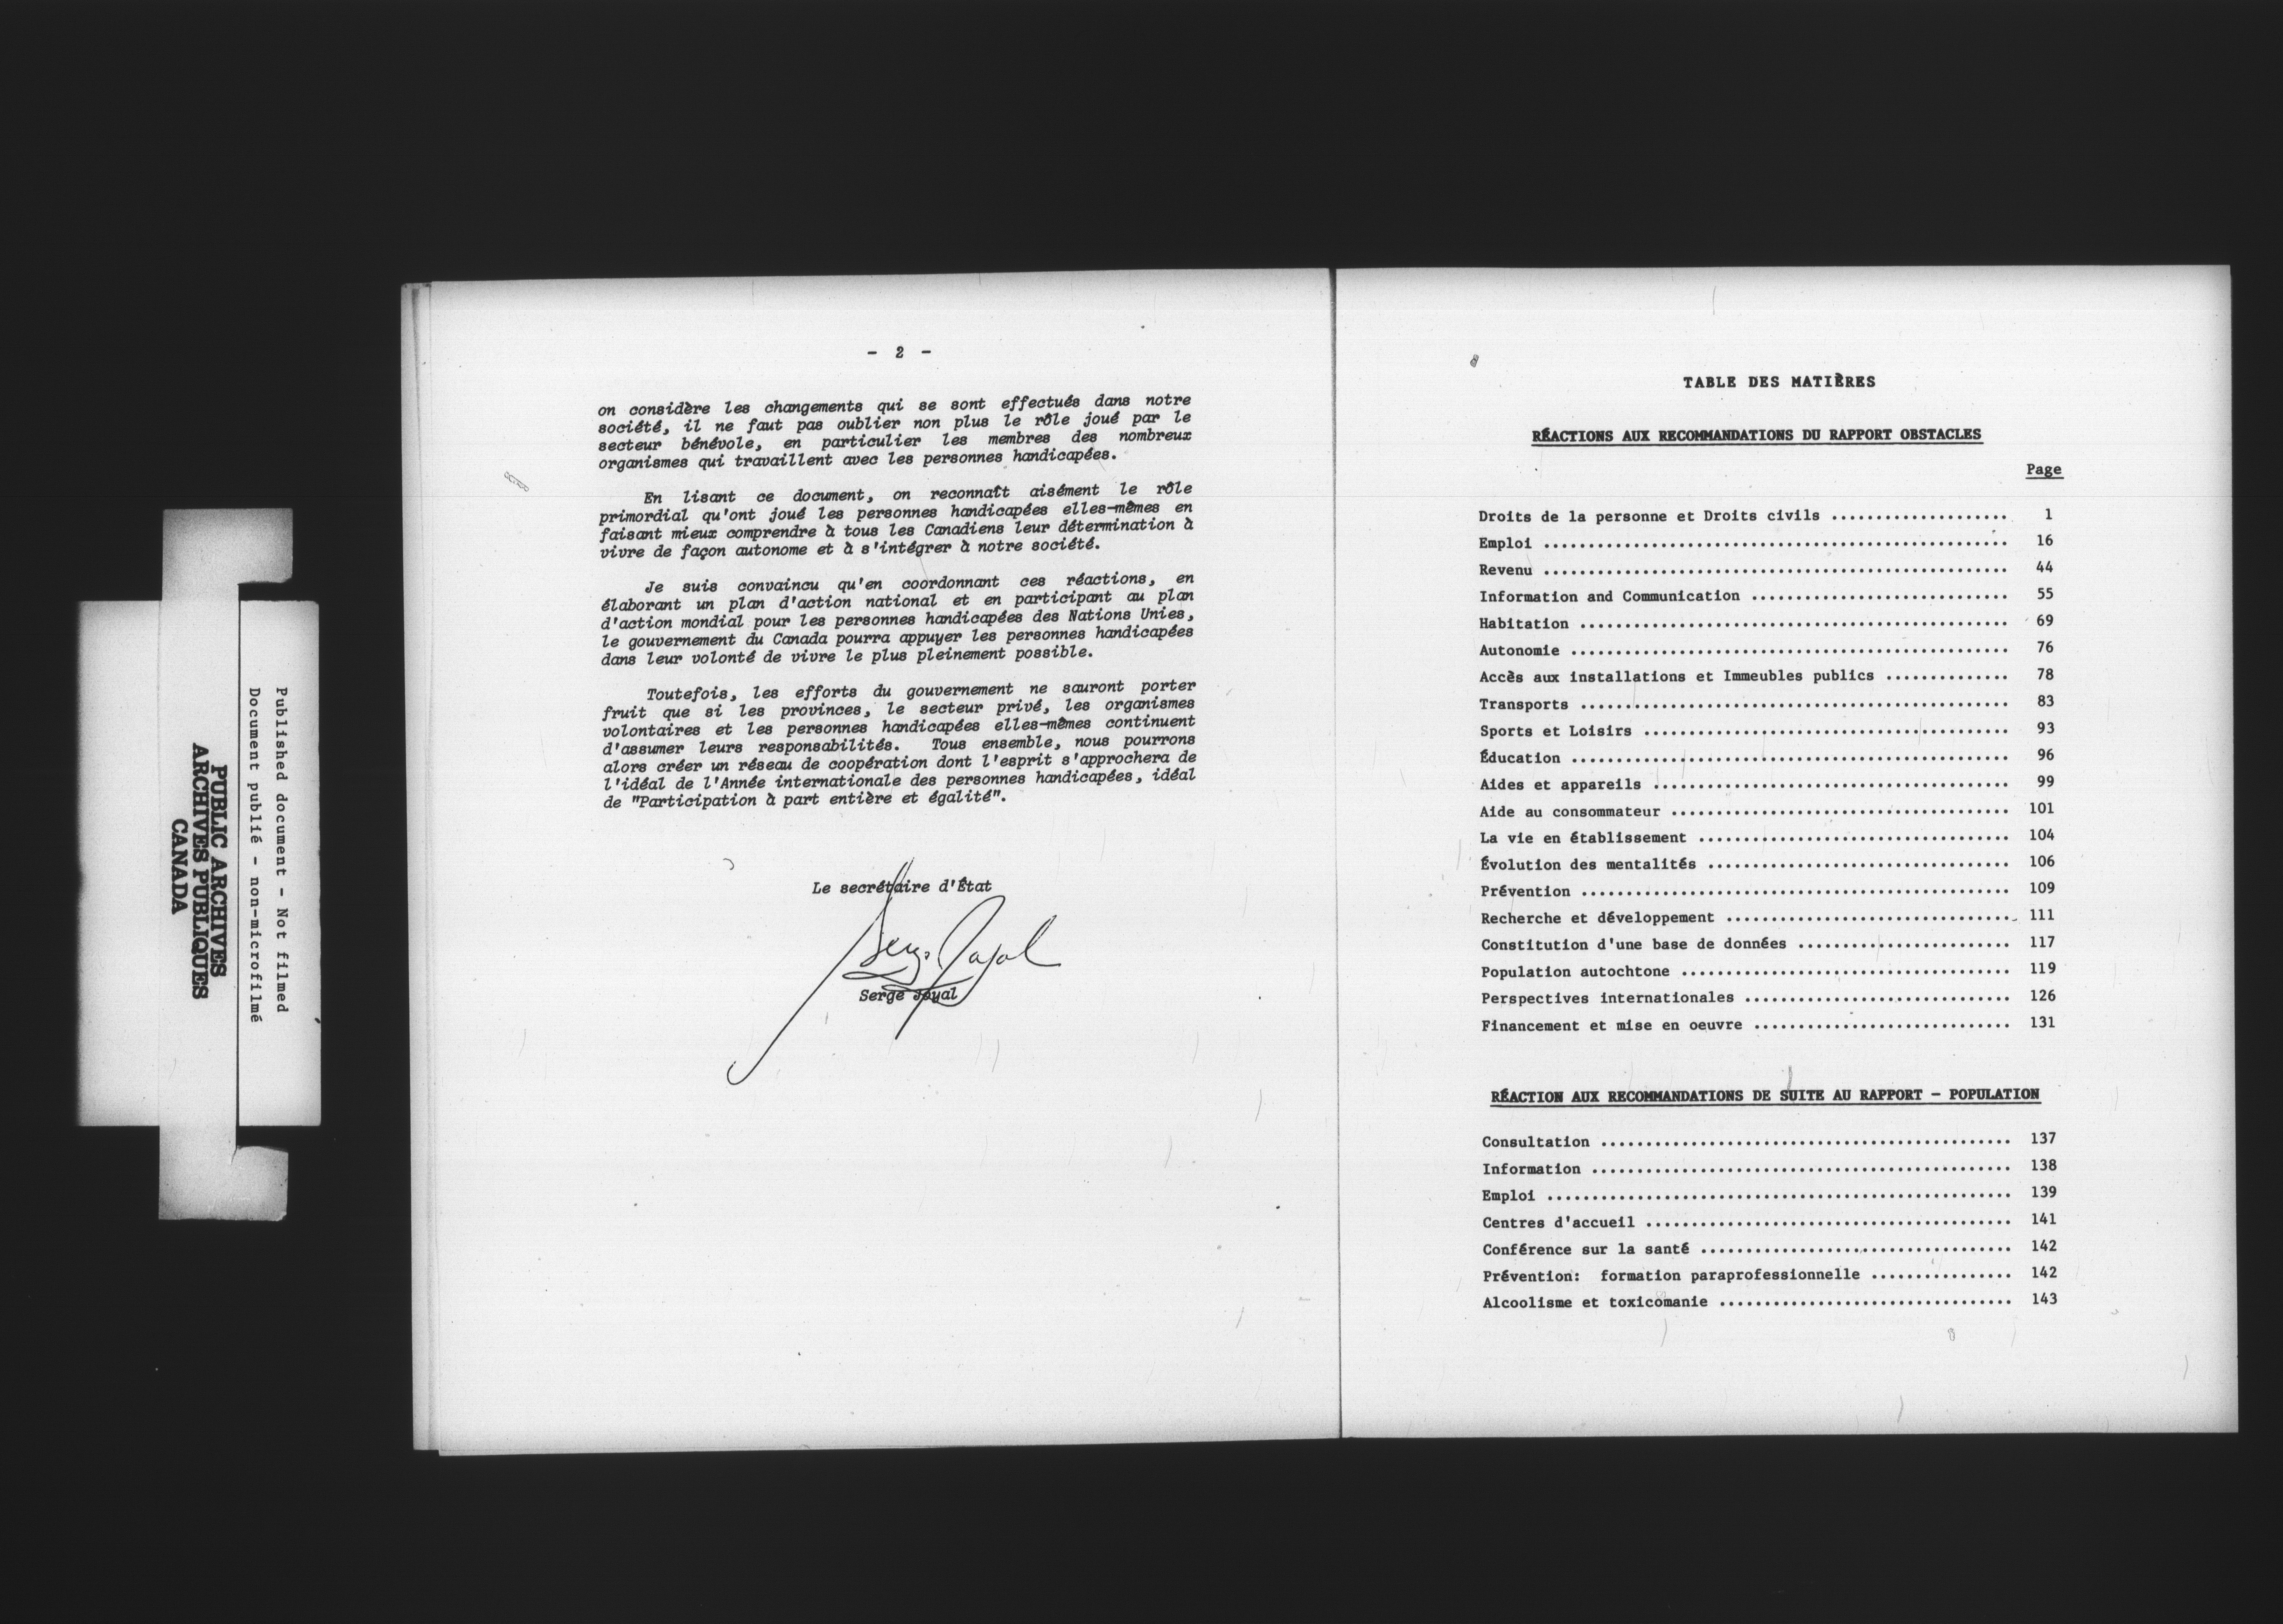 PUBLIC ARCHIVES
ARCHIVES PUBLIQUES
CANADA
Published document - Not filmed
Document publié - non-microfilmé
- 2 -
on considère les changements qui se sont effectués dans notre
société, il ne faut pas oublier non plus le rôle joué par le
secteur bénévole, en particulier les membres des nombreux
organismes qui travaillent avec les personnes handicapées.
En lisant ce document, on reconnaît aisément le rôle
primordial qu'ont joué les personnes handicapées elles-mêmes en
faisant mieux comprendre à tous les Canadiens leur détermination à
vivre de façon autonome et à s'intégrer à notre société.
Je suis convaincu qu'en coordonnant ces réactions, en
élaborant un plan d'action national et en participant au plan
d'action mondial pour les personnes handicapées des Nations Unies,
le gouvernement du Canada pourra appuyer les personnes handicapées
dans leur volonté de vivre le plus pleinement possible.
Toutefois, les efforts du gouvernement ne sauront porter
fruit que si les provinces, le secteur privé, les organismes
volontaires et les personnes handicapées elles-mêmes continuent
d'assumer leurs responsabilités. Tous ensemble, nous pourrons
alors créer un réseau de coopération dont l'esprit s'approchera de
l'idéal de l'Année internationale des personnes handicapées, idéal
de "Participation à part entière et égalité".
Le secrétaire d'État
Serge Joyal
Serge Joyal
TABLE DES MATIÈRES
RÉACTIONS AUX RECOMMANDATIONS DU RAPPORT OBSTACLES
Page
Droits de la personne et Droits civils .................... 1
Emploi .................................................... 16
Revenu .................................................... 44
Information and Communication ............................. 55
Habitation ................................................ 69
Autonomie ................................................. 76
Accès aux installations et Immeubles publics .............. 78
Transports ................................................ 83
Sports et Loisirs ......................................... 93
Éducation ................................................. 96
Aides et appareils ........................................ 99
Aide au consommateur ...................................... 101
La vie en établissement ................................... 104
Évolution des mentalités .................................. 106
Prévention ................................................ 109
Recherche et développement ................................ 111
Constitution d'une base de données ........................ 117
Population autochtone ..................................... 119
Perspectives internationales .............................. 126
Financement et mise en oeuvre ............................. 131
RÉACTION AUX RECOMMANDATIONS DE SUITE AU RAPPORT - POPULATION
Consultation .............................................. 137
Information ............................................... 138
Emploi .................................................... 139
Centres d'accueil ......................................... 141
Conférence sur la santé ................................... 142
Prévention: formation paraprofessionnelle ................ 142
Alcoolisme et toxicomanie ................................. 143